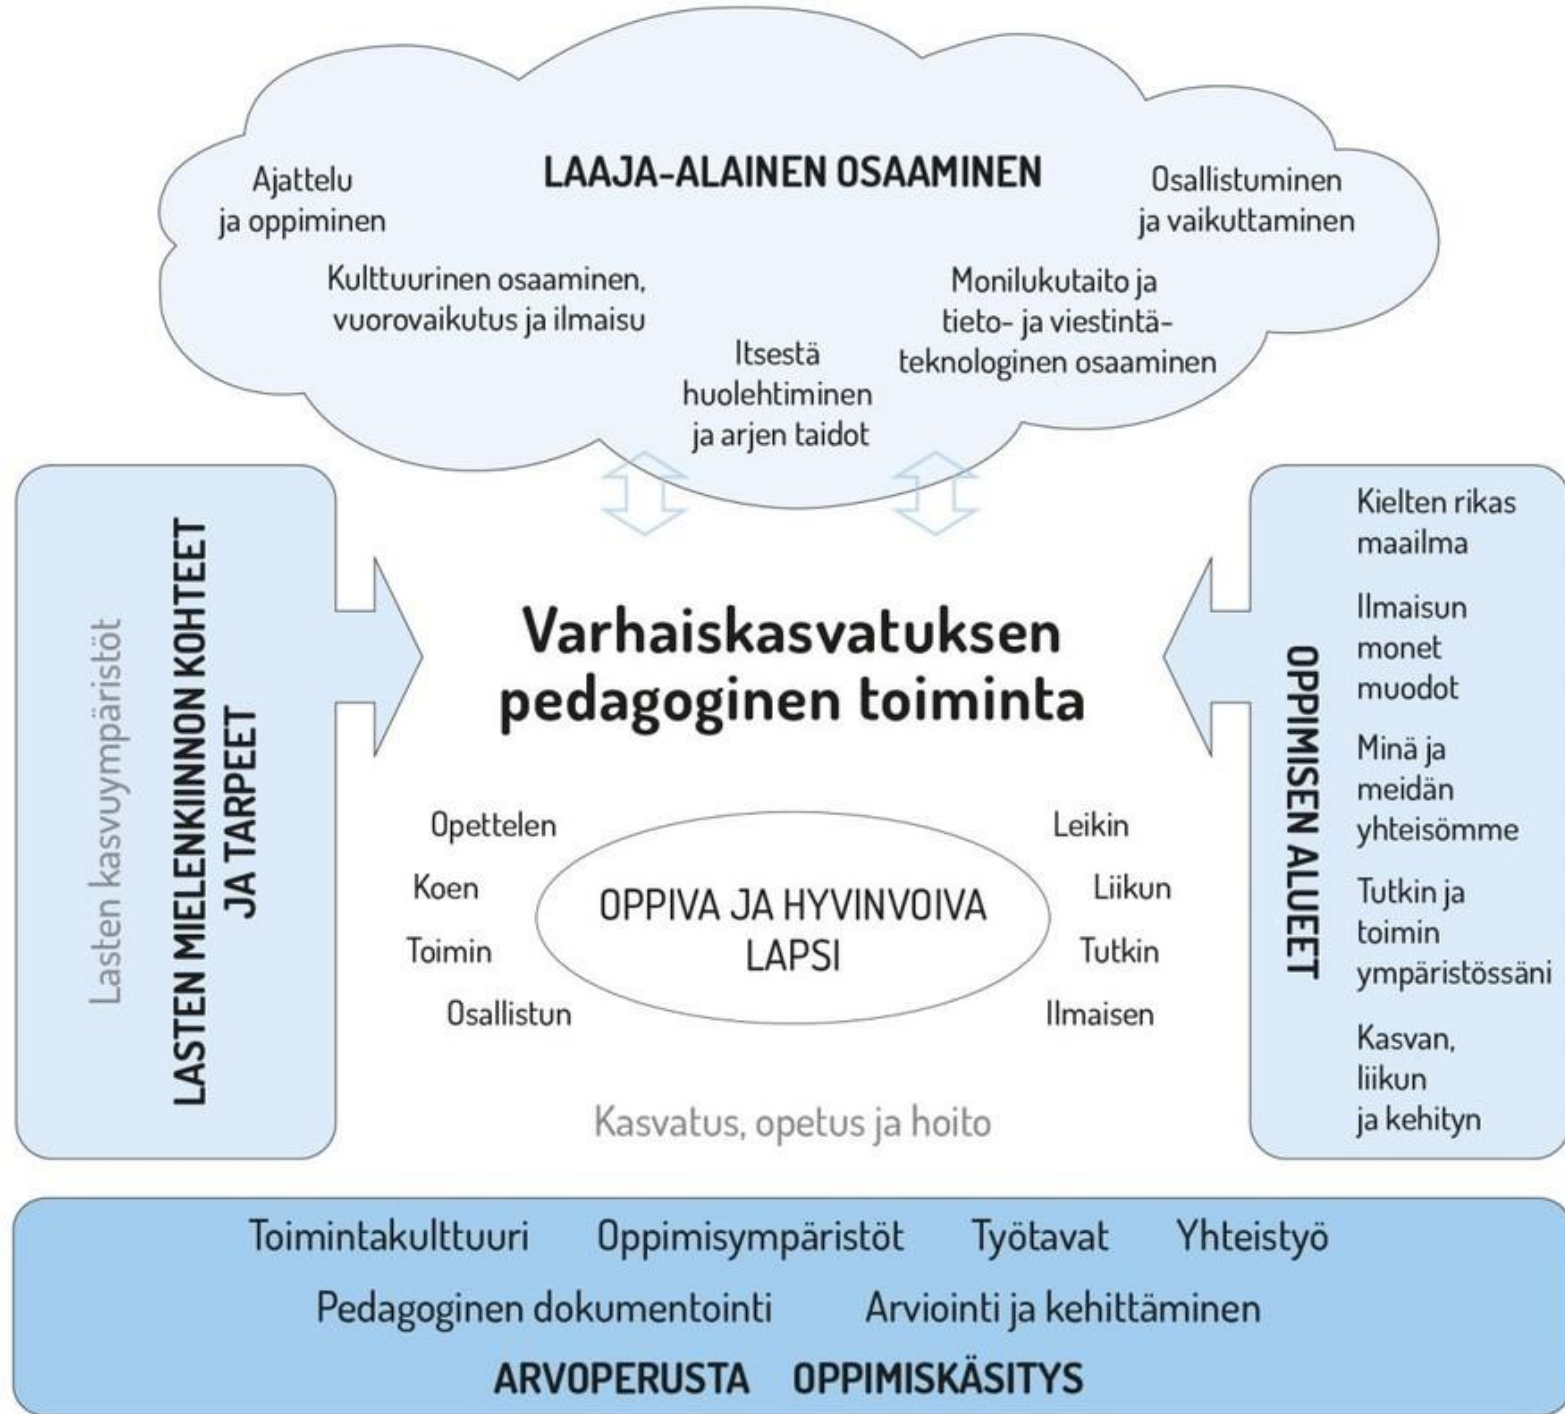 LAAJA-ALAINEN OSAAMINEN
Ajattelu
ja oppiminen
Kulttuurinen osaaminen,
vuorovaikutus ja ilmaisu
Itsestä
huolehtiminen
ja arjen taidot
Monilukutaito ja
tieto- ja viestintä-
teknologinen osaaminen
Osallistuminen
ja vaikuttaminen
Lasten kasvuympäristöt
LASTEN MIELENKIINNON KOHTEET
JA TARPEET
Varhaiskasvatuksen
pedagoginen toiminta
Opettelen
Koen
Toimin
Osallistun
OPPIVA JA HYVINVOIVA
LAPSI
Leikin
Liikun
Tutkin
Ilmaisen
Kasvatus, opetus ja hoito
OPPIMISEN ALUEET
Kielten rikas
maailma
Ilmaisun
monet
muodot
Minä ja
meidän
yhteisömme
Tutkin ja
toimin
ympäristössäni
Kasvan,
liikun
ja kehityn
Toimintakulttuuri Oppimisympäristöt Työtavat Yhteistyö
Pedagoginen dokumentointi Arviointi ja kehittäminen
ARVOPERUSTA OPPIMISKÄSITYS